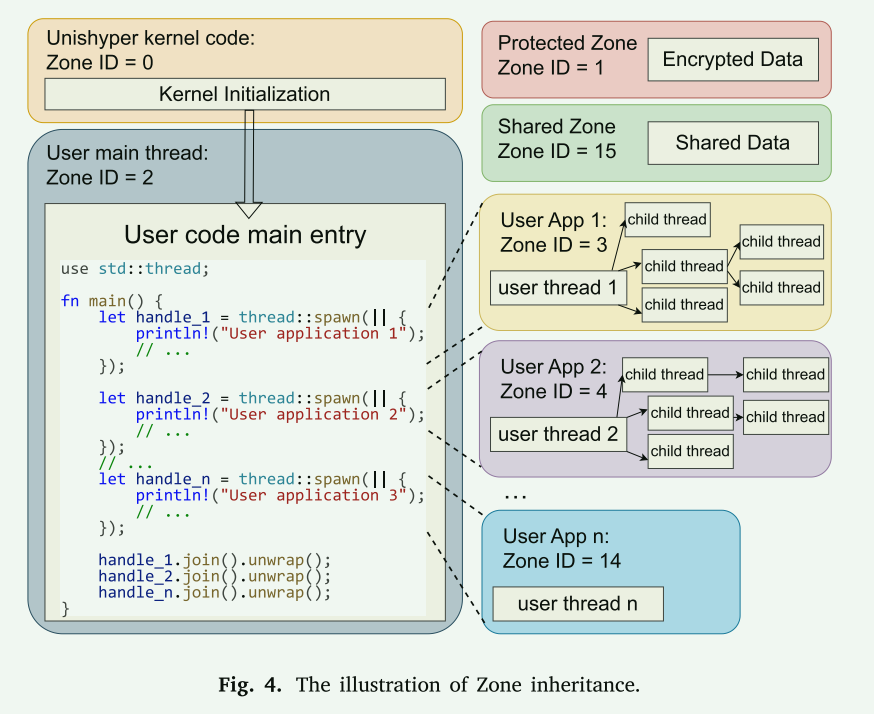 Unishyper kernel code:
Zone ID = 0
Kernel Initialization
User main thread:
Zone ID = 2
User code main entry
use std::thread;
fn main() {
    let handle_1 = thread::spawn(|| {
        println!("User application 1");
        // ...
    });
    let handle_2 = thread::spawn(|| {
        println!("User application 2");
        // ...
    });
    // ...
    let handle_n = thread::spawn(|| {
        println!("User application 3");
        // ...
    });
    handle_1.join().unwrap();
    handle_2.join().unwrap();
    handle_n.join().unwrap();
}
Protected Zone
Zone ID = 1
Encrypted Data
Shared Zone
Zone ID = 15
Shared Data
User App 1:
Zone ID = 3
user thread 1
child thread
child thread
child thread
child thread
child thread
User App 2:
Zone ID = 4
user thread 2
child thread
child thread
child thread
child thread
child thread
...
User App n:
Zone ID = 14
user thread n
Fig. 4. The illustration of Zone inheritance.